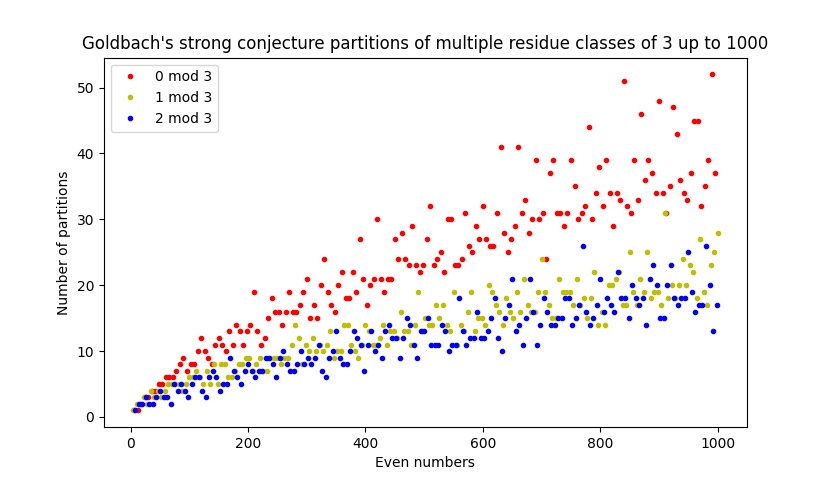 Goldbach's strong conjecture partitions of multiple residue classes of 3 up to 1000
0 mod 3
1 mod 3
2 mod 3
50
40
30
20
10
0
Number of partitions
0 200 400 600 800 1000
Even numbers